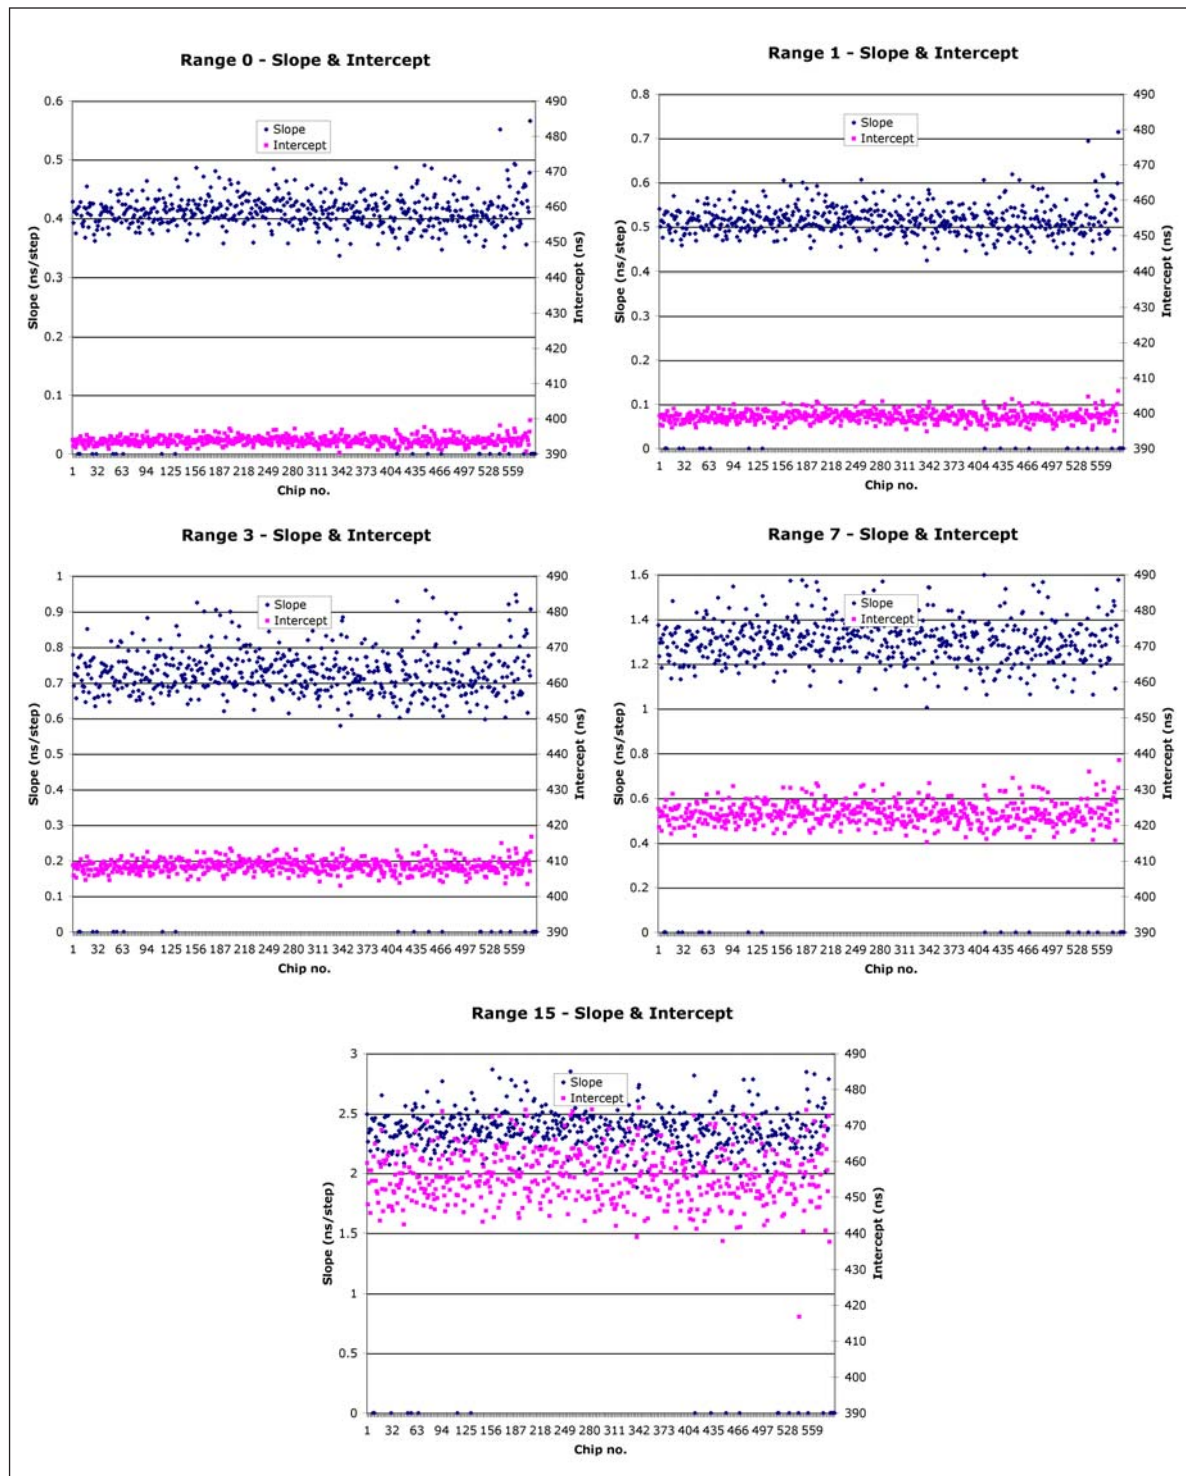 Range 0 - Slope & Intercept
0.6
0.5
0.4
0.3
0.2
0.1
0
490
480
470
460
450
440
430
420
410
400
390
Slope (ns/step)
Intercept (ns)
Slope
Intercept
1 32 63 94 125 156 187 218 249 280 311 342 373 404 435 466 497 528 559
Chip no.
Range 1 - Slope & Intercept
0.8
0.7
0.6
0.5
0.4
0.3
0.2
0.1
0
490
480
470
460
450
440
430
420
410
400
390
Slope (ns/step)
Intercept (ns)
Slope
Intercept
1 32 63 94 125 156 187 218 249 280 311 342 373 404 435 466 497 528 559
Chip no.
Range 3 - Slope & Intercept
1
0.9
0.8
0.7
0.6
0.5
0.4
0.3
0.2
0.1
0
490
480
470
460
450
440
430
420
410
400
390
Slope (ns/step)
Intercept (ns)
Slope
Intercept
1 32 63 94 125 156 187 218 249 280 311 342 373 404 435 466 497 528 559
Chip no.
Range 7 - Slope & Intercept
1.6
1.4
1.2
1
0.8
0.6
0.4
0.2
0
490
480
470
460
450
440
430
420
410
400
390
Slope (ns/step)
Intercept (ns)
Slope
Intercept
1 32 63 94 125 156 187 218 249 280 311 342 373 404 435 466 497 528 559
Chip no.
Range 15 - Slope & Intercept
3
2.5
2
1.5
1
0.5
0
490
480
470
460
450
440
430
420
410
400
390
Slope (ns/step)
Intercept (ns)
Slope
Intercept
1 32 63 94 125 156 187 218 249 280 311 342 373 404 435 466 497 528 559
Chip no.